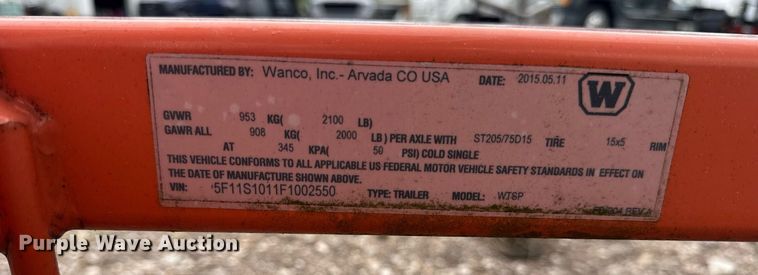 MANUFACTURED BY: Wanco, Inc.- Arvada CO USA DATE: 2015.05.11
W
GVWR 953 KG( 2100 LB)
GAWR ALL 908 KG( 2000 LB) PER AXLE WITH ST205/75D15 TIRE 15x5 RIM
AT 345 KPA( 50 PSI) COLD SINGLE
THIS VEHICLE CONFORMS TO ALL APPLICABLE US FEDERAL MOTOR VEHICLE SAFETY STANDARDS IN EFFECT ON
THE DATE OF MANUFACTURE SHOWN ABOVE.
VIN: 5F11S1011F1002550 TYPE: TRAILER MODEL: WTSP
Purple Wave Auction